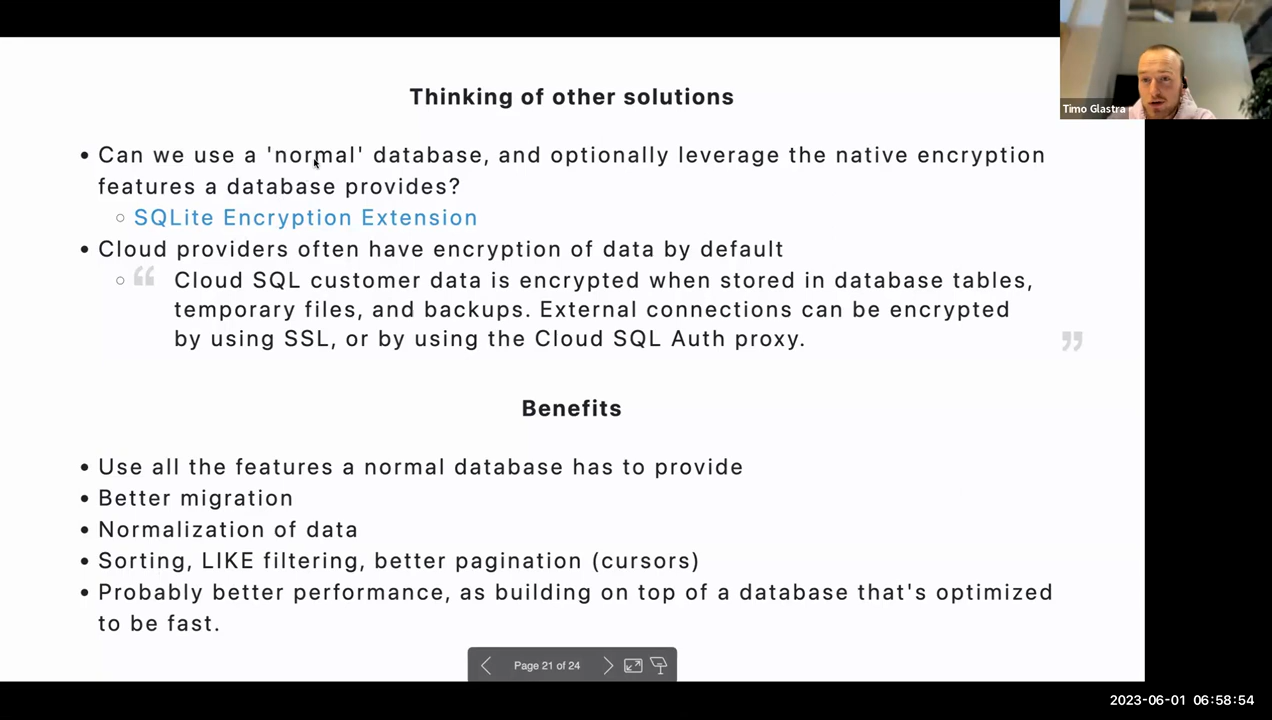 Timo Glastra
Thinking of other solutions
• Can we use a 'normal' database, and optionally leverage the native encryption
features a database provides?
○ SQLite Encryption Extension
• Cloud providers often have encryption of data by default
○ “ Cloud SQL customer data is encrypted when stored in database tables,
temporary files, and backups. External connections can be encrypted
by using SSL, or by using the Cloud SQL Auth proxy. ”
Benefits
• Use all the features a normal database has to provide
• Better migration
• Normalization of data
• Sorting, LIKE filtering, better pagination (cursors)
• Probably better performance, as building on top of a database that's optimized
to be fast.
Page 21 of 24
2023-06-01 06:58:54